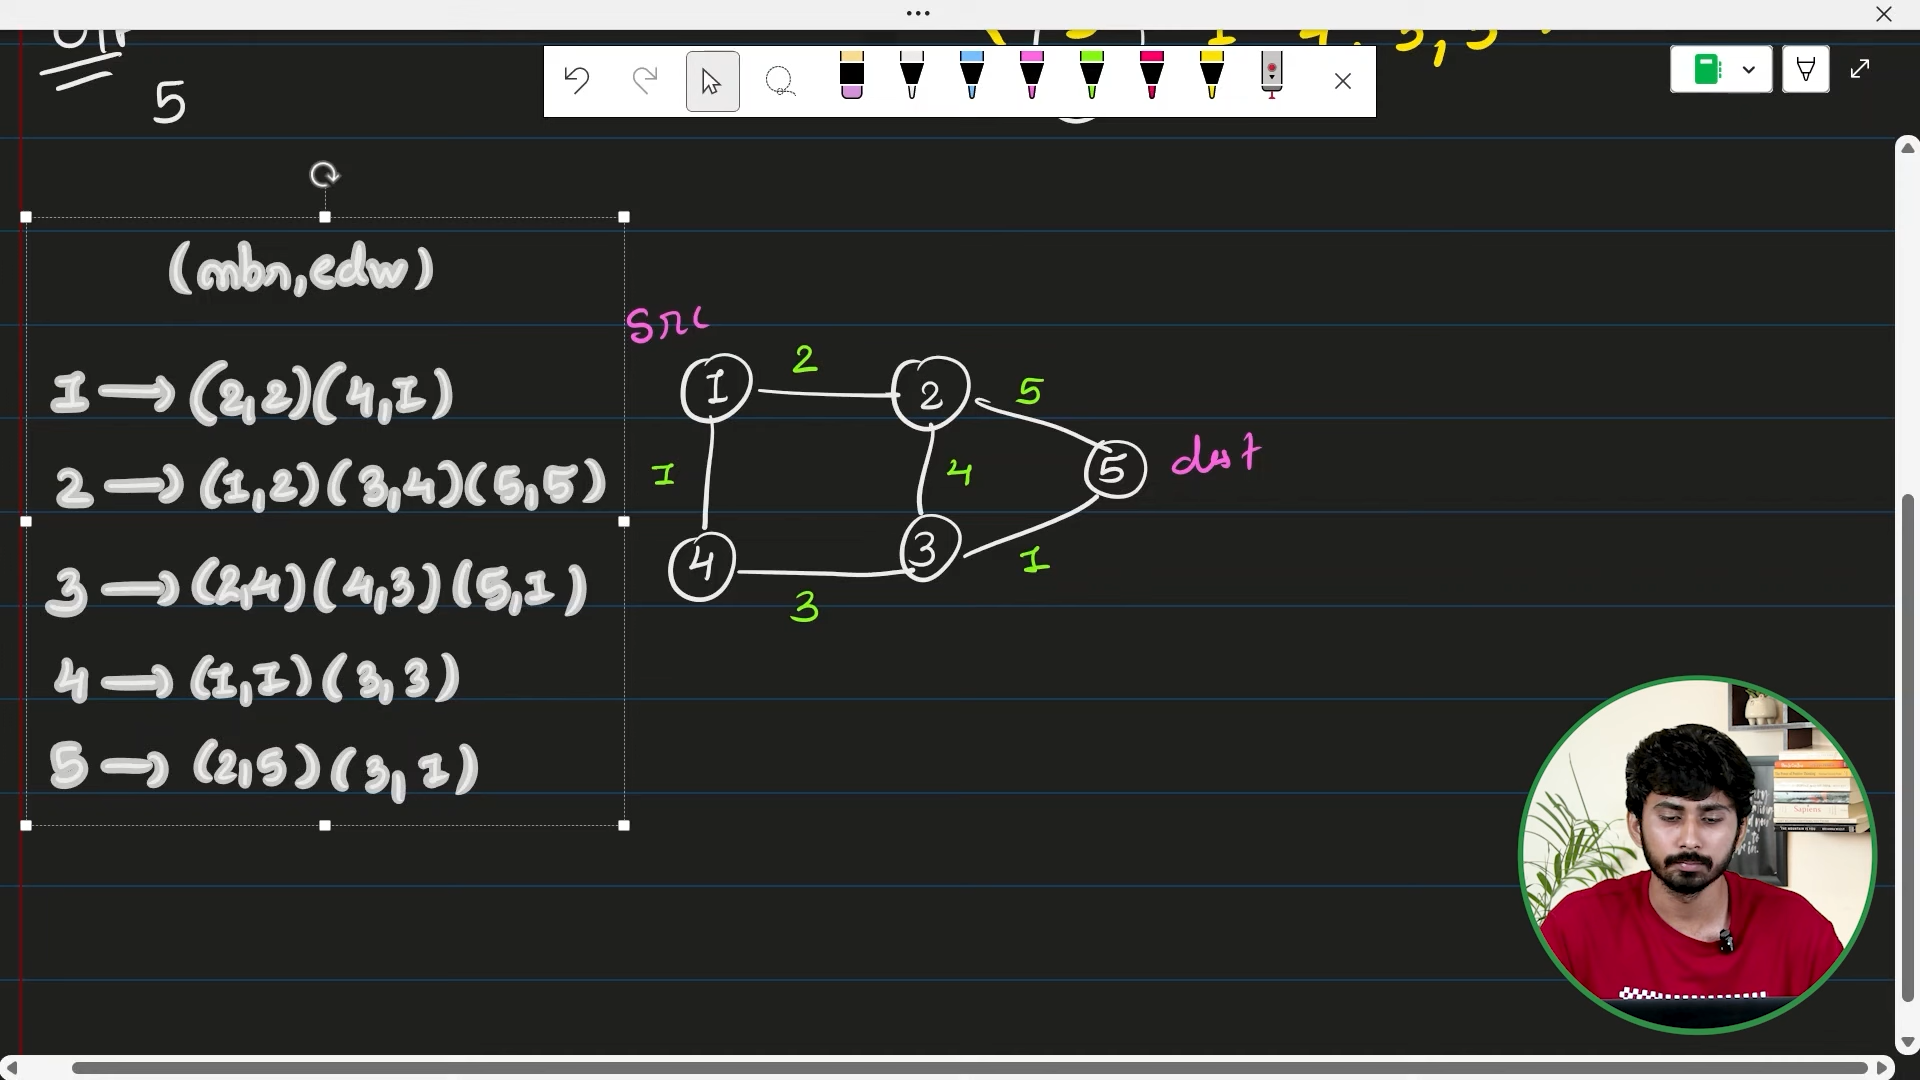 5
(nbr,edw)
1 → (2,2)(4,1)
2 → (1,2)(3,4)(5,5)
3 → (2,4)(4,3)(5,1)
4 → (1,1)(3,3)
5 → (2,5)(3,1)
src
1
2
2
5
5
dest
1
4
4
3
3
1